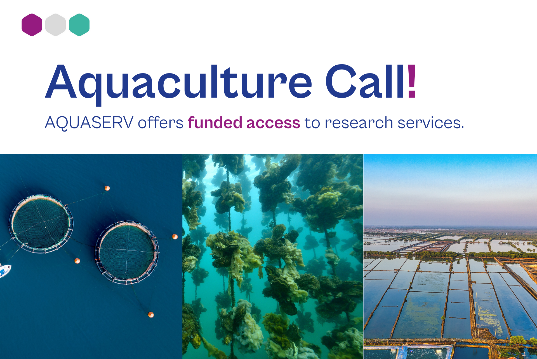 Aquaculture Call!
AQUASERV offers funded access to research services.